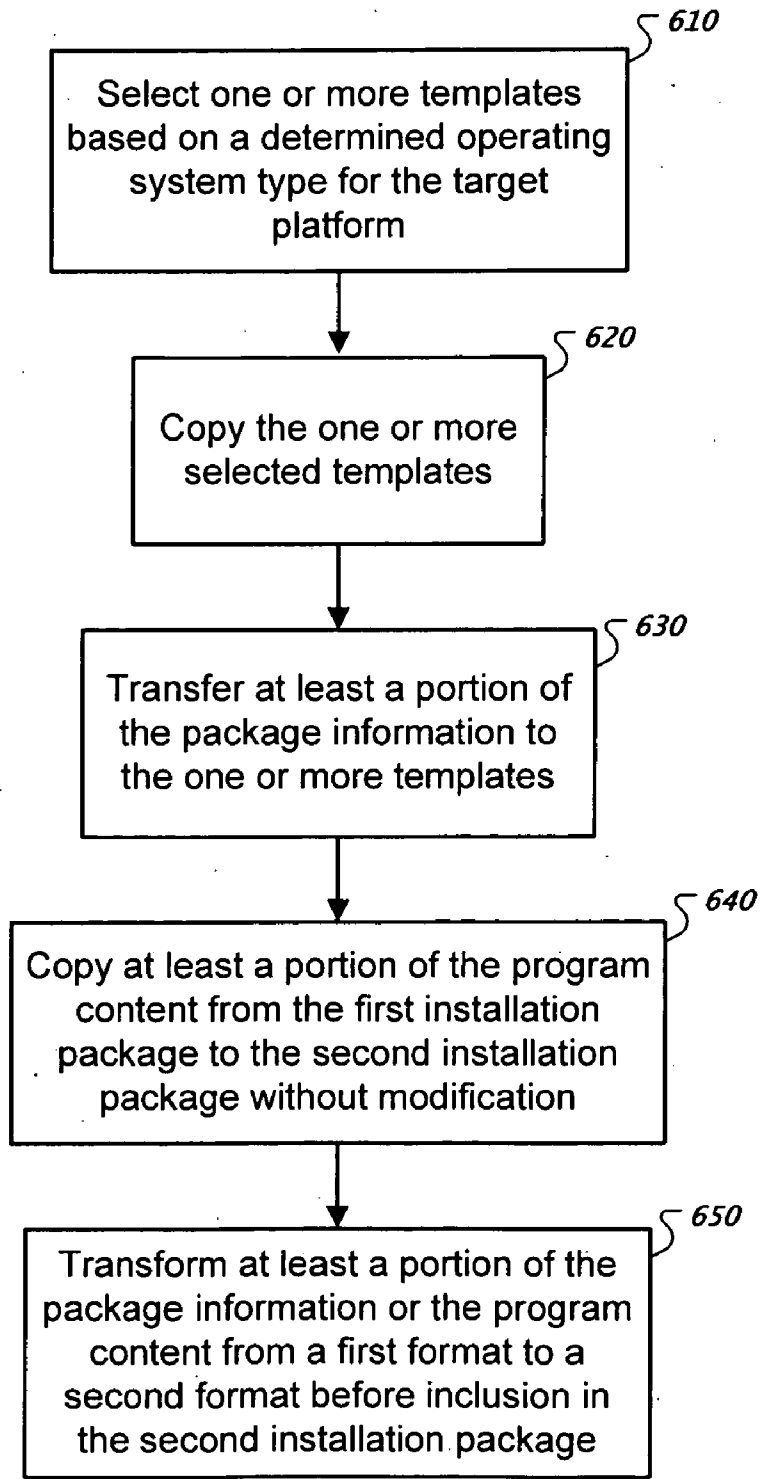 610
Select one or more templates
based on a determined operating
system type for the target
platform
620
Copy the one or more
selected templates
630
Transfer at least a portion of
the package information to
the one or more templates
640
Copy at least a portion of the program
content from the first installation
package to the second installation
package without modification
650
Transform at least a portion of the
package information or the program
content from a first format to a
second format before inclusion in
the second installation package